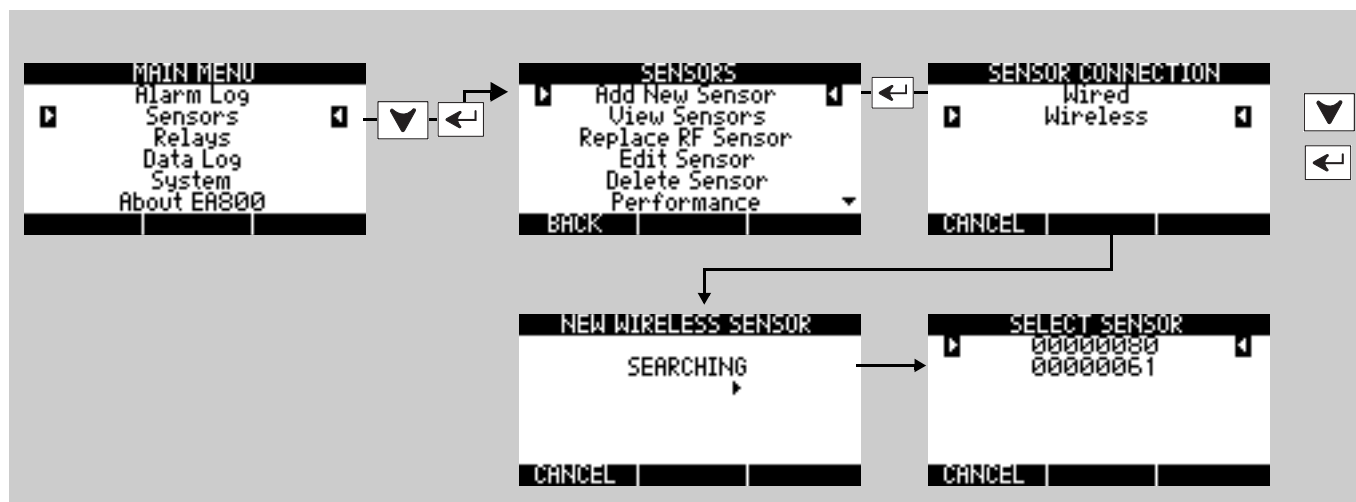 MAIN MENU
Alarm Log
Sensors
Relays
Data Log
System
About EA800
SENSORS
Add New Sensor
View Sensors
Replace RF Sensor
Edit Sensor
Delete Sensor
Performance
BACK
SENSOR CONNECTION
Wired
Wireless
CANCEL
NEW WIRELESS SENSOR
SEARCHING
CANCEL
SELECT SENSOR
00000080
00000061
CANCEL